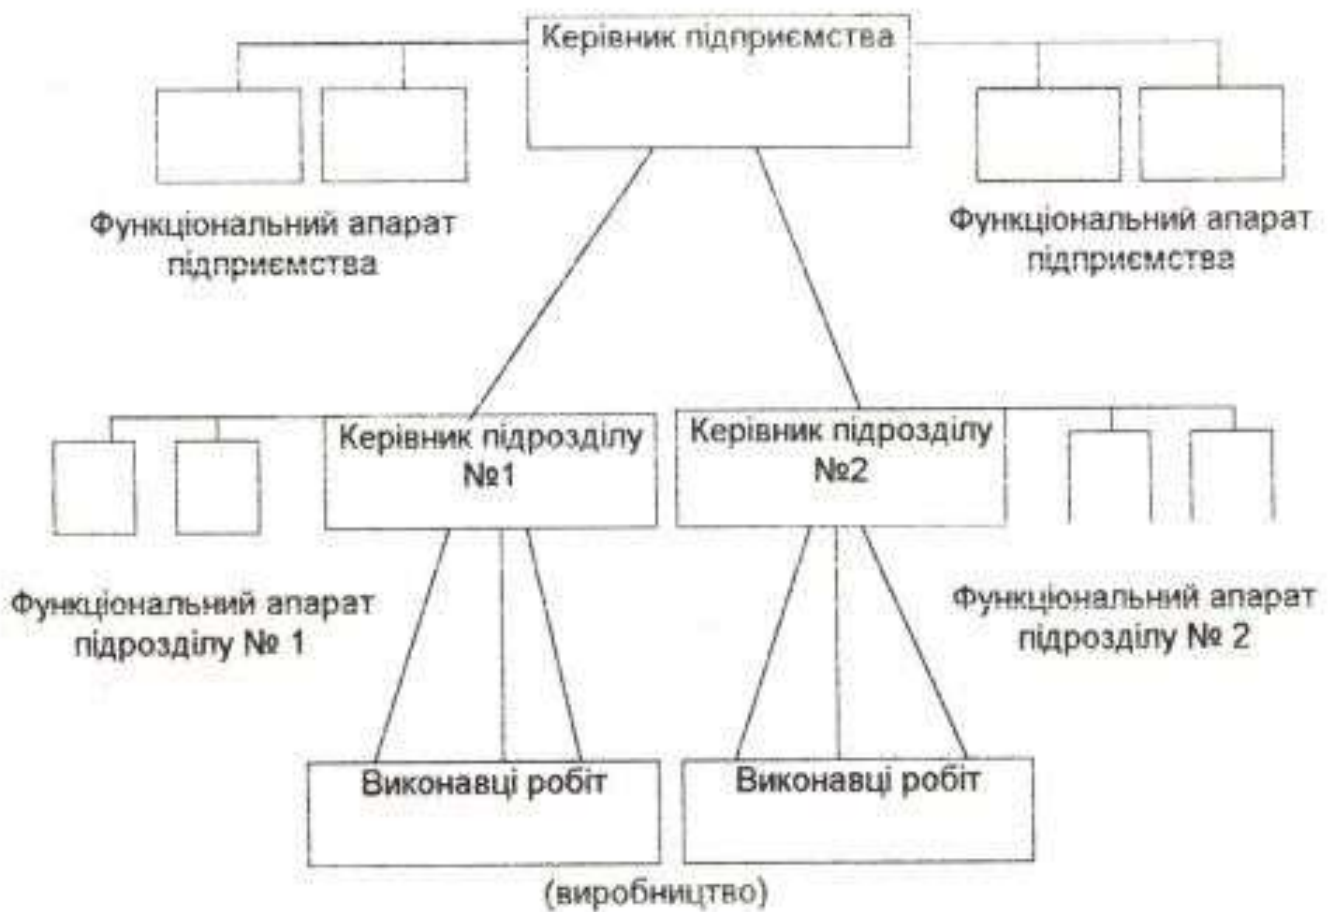 Керівник підприємства
Функціональний апарат
підприємства
Функціональний апарат
підприємства
Керівник підрозділу
№1
Керівник підрозділу
№2
Функціональний апарат
підрозділу № 1
Функціональний апарат
підрозділу № 2
Виконавці робіт
Виконавці робіт
(виробництво)